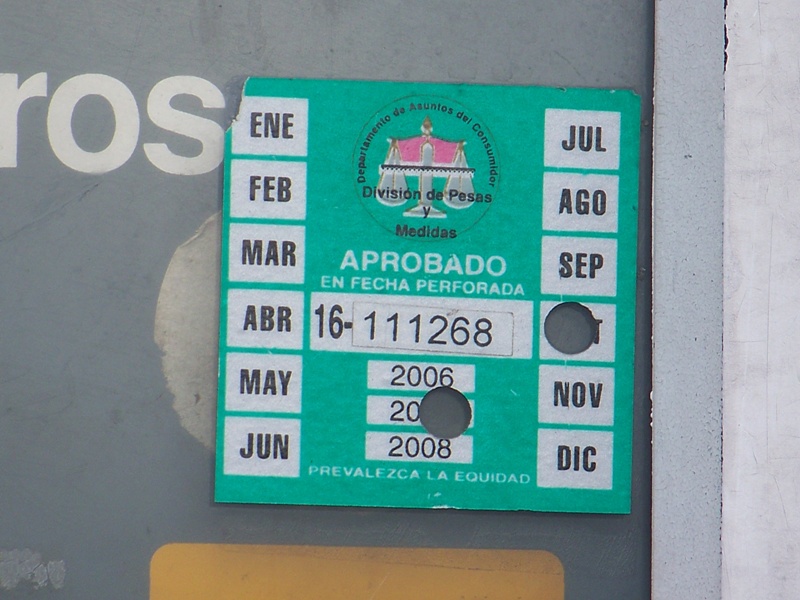 ros
Departamento de Asuntos del Consumidor
División de Pesas
y
Medidas
APROBADO
EN FECHA PERFORADA
16-111268
2006
20
2008
PREVALEZCA LA EQUIDAD
ENE
FEB
MAR
ABR
MAY
JUN
JUL
AGO
SEP
T
NOV
DIC